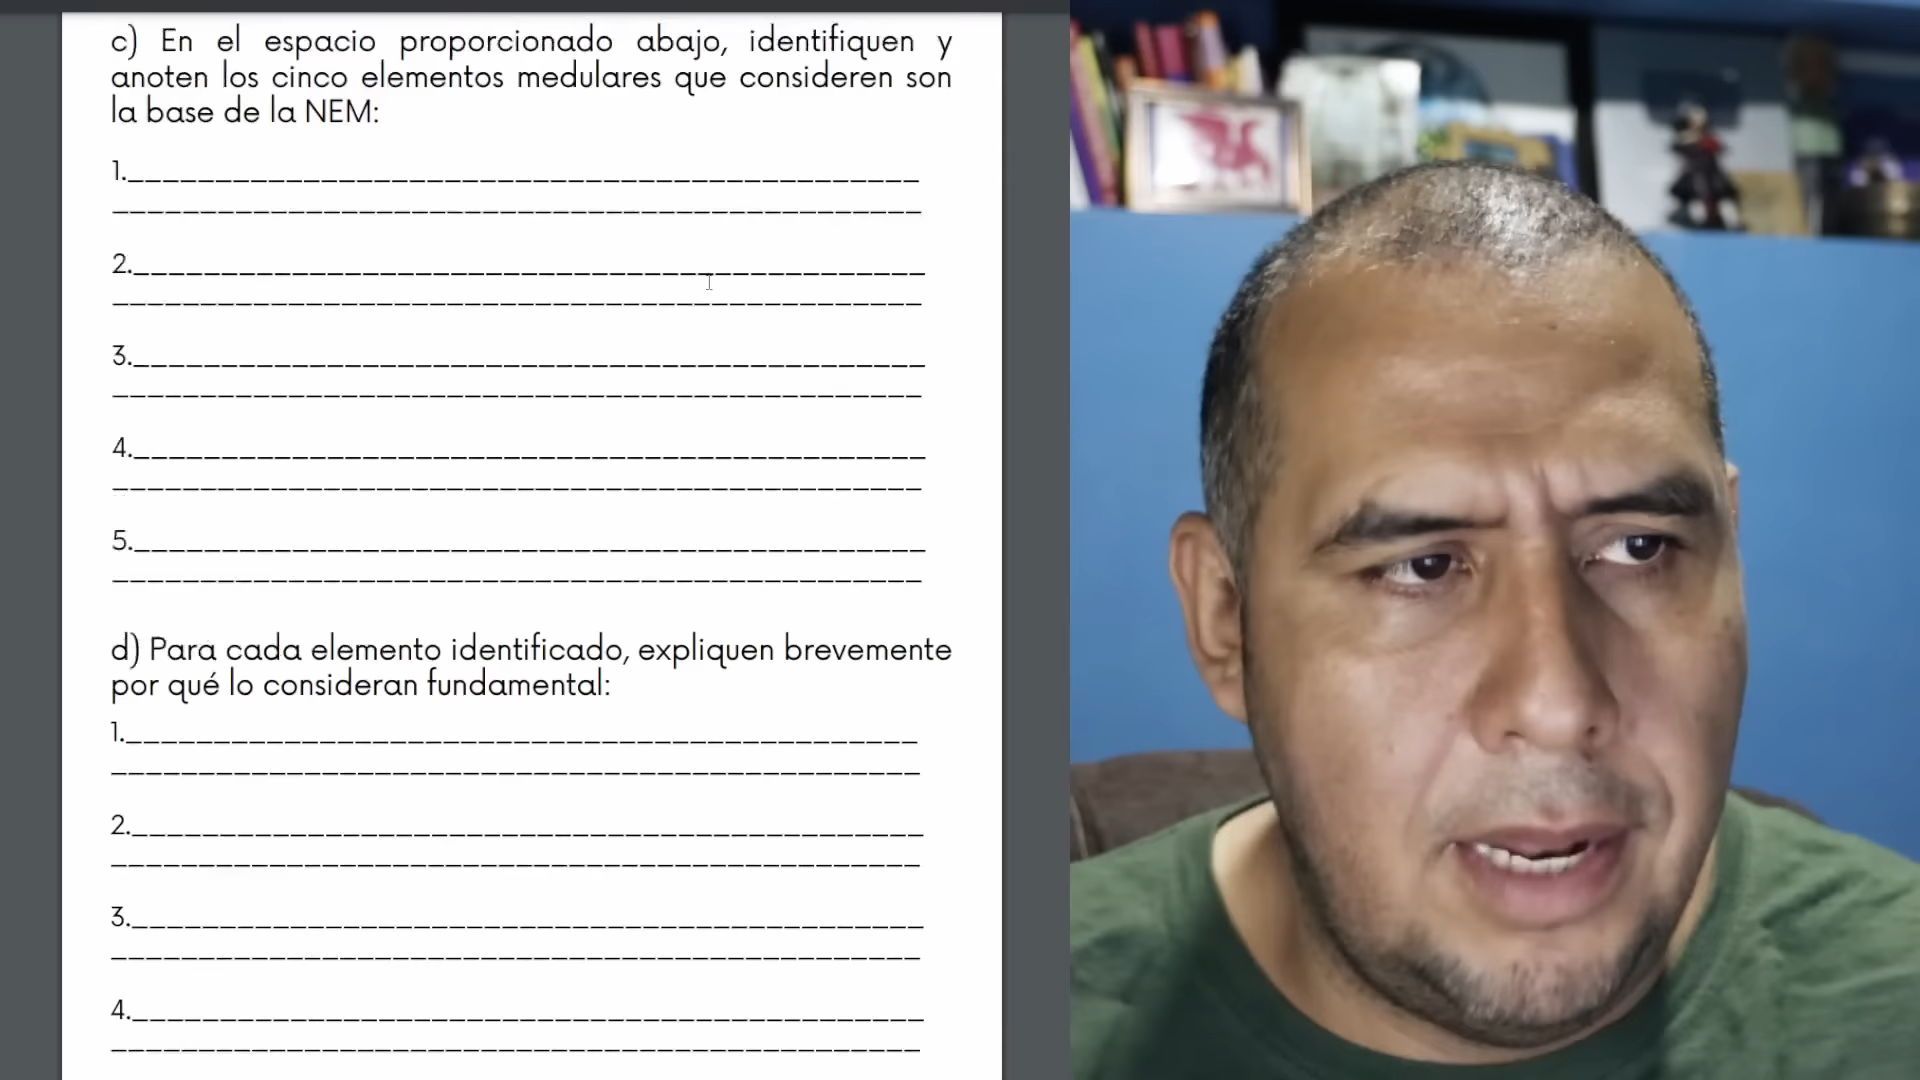 c) En el espacio proporcionado abajo, identifiquen y
anoten los cinco elementos medulares que consideren son
la base de la NEM:
1.
2.
3.
4.
5.
d) Para cada elemento identificado, expliquen brevemente
por qué lo consideran fundamental:
1.
2.
3.
4.